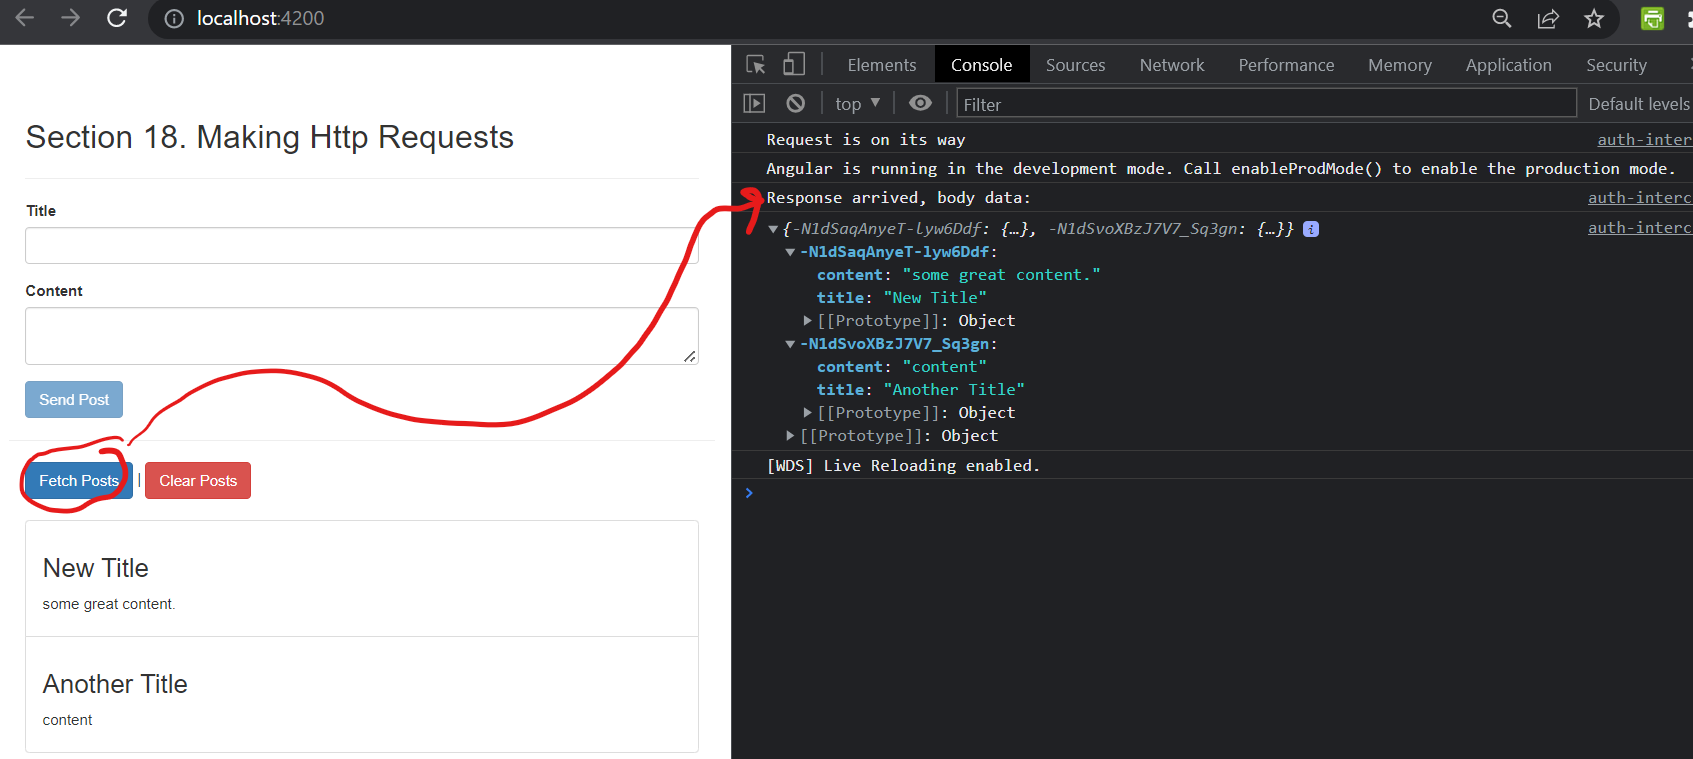 localhost:4200
Section 18. Making Http Requests
Title
Content
Send Post
Fetch Posts | Clear Posts
New Title
some great content.
Another Title
content
Elements Console Sources Network Performance Memory Application Security
top ▼ Filter Default levels
Request is on its way auth-inter
Angular is running in the development mode. Call enableProdMode() to enable the production mode.
Response arrived, body data: auth-interc
▼{-N1dSaqAnyeT-lyw6Ddf: {…}, -N1dSvoXBzJ7V7_Sq3gn: {…}} i auth-interc
▼-N1dSaqAnyeT-lyw6Ddf:
content: "some great content."
title: "New Title"
▶[[Prototype]]: Object
▼-N1dSvoXBzJ7V7_Sq3gn:
content: "content"
title: "Another Title"
▶[[Prototype]]: Object
▶[[Prototype]]: Object
[WDS] Live Reloading enabled.